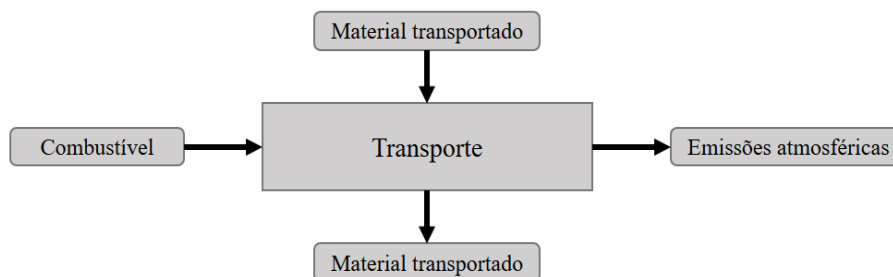 Material transportado
Combustível
Transporte
Emissões atmosféricas
Material transportado